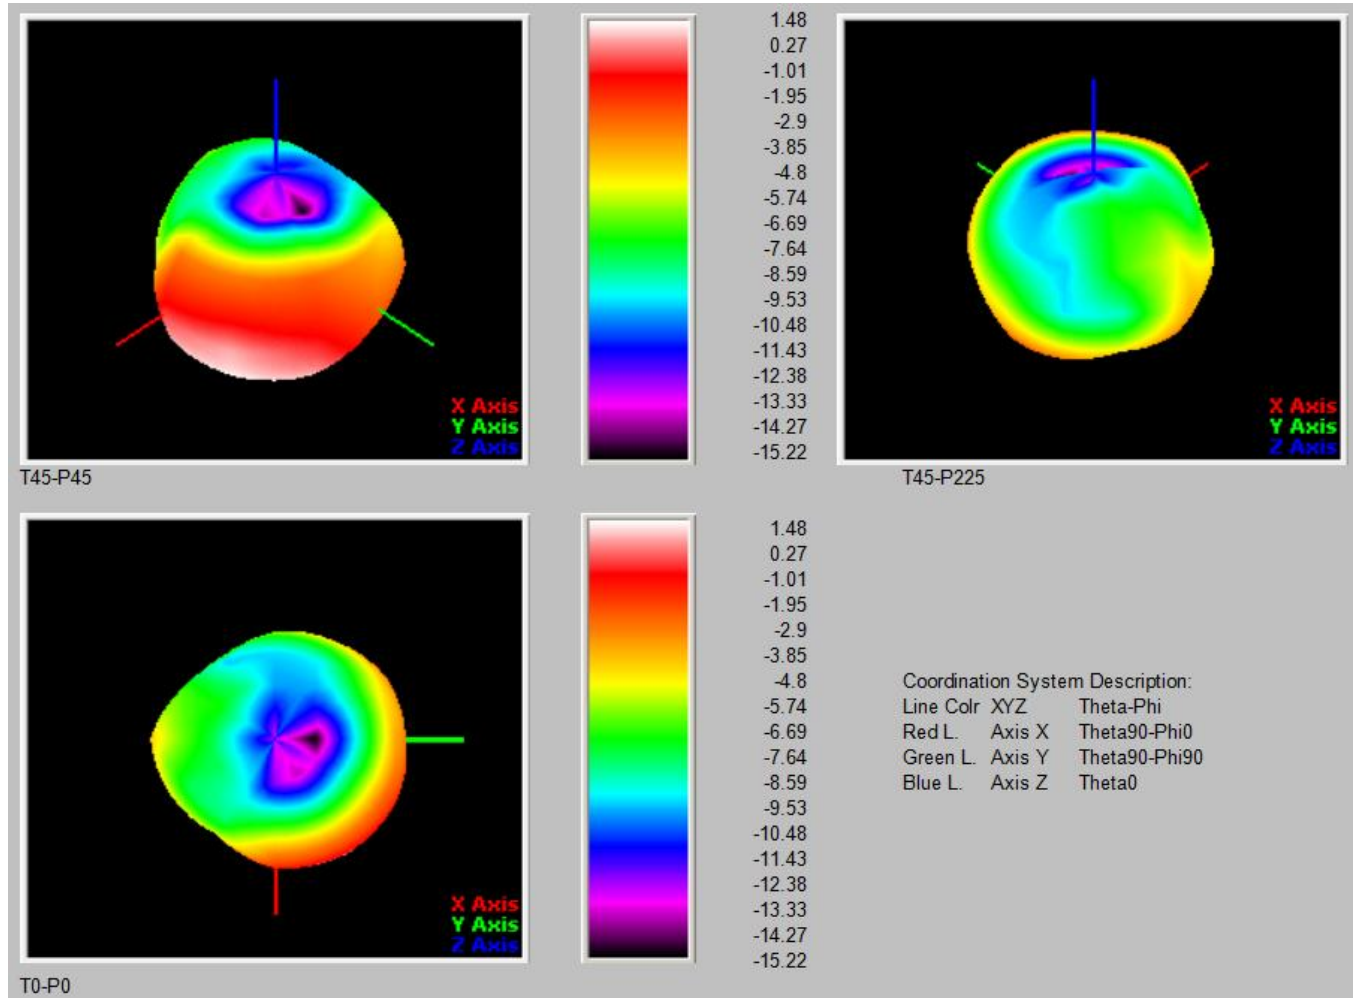 X Axis
Y Axis
Z Axis
T45-P45
1.48
0.27
-1.01
-1.95
-2.9
-3.85
-4.8
-5.74
-6.69
-7.64
-8.59
-9.53
-10.48
-11.43
-12.38
-13.33
-14.27
-15.22
X Axis
Y Axis
Z Axis
T45-P225
X Axis
Y Axis
Z Axis
T0-P0
1.48
0.27
-1.01
-1.95
-2.9
-3.85
-4.8
-5.74
-6.69
-7.64
-8.59
-9.53
-10.48
-11.43
-12.38
-13.33
-14.27
-15.22
Coordination System Description:
Line Colr XYZ Theta-Phi
Red L. Axis X Theta90-Phi0
Green L. Axis Y Theta90-Phi90
Blue L. Axis Z Theta0